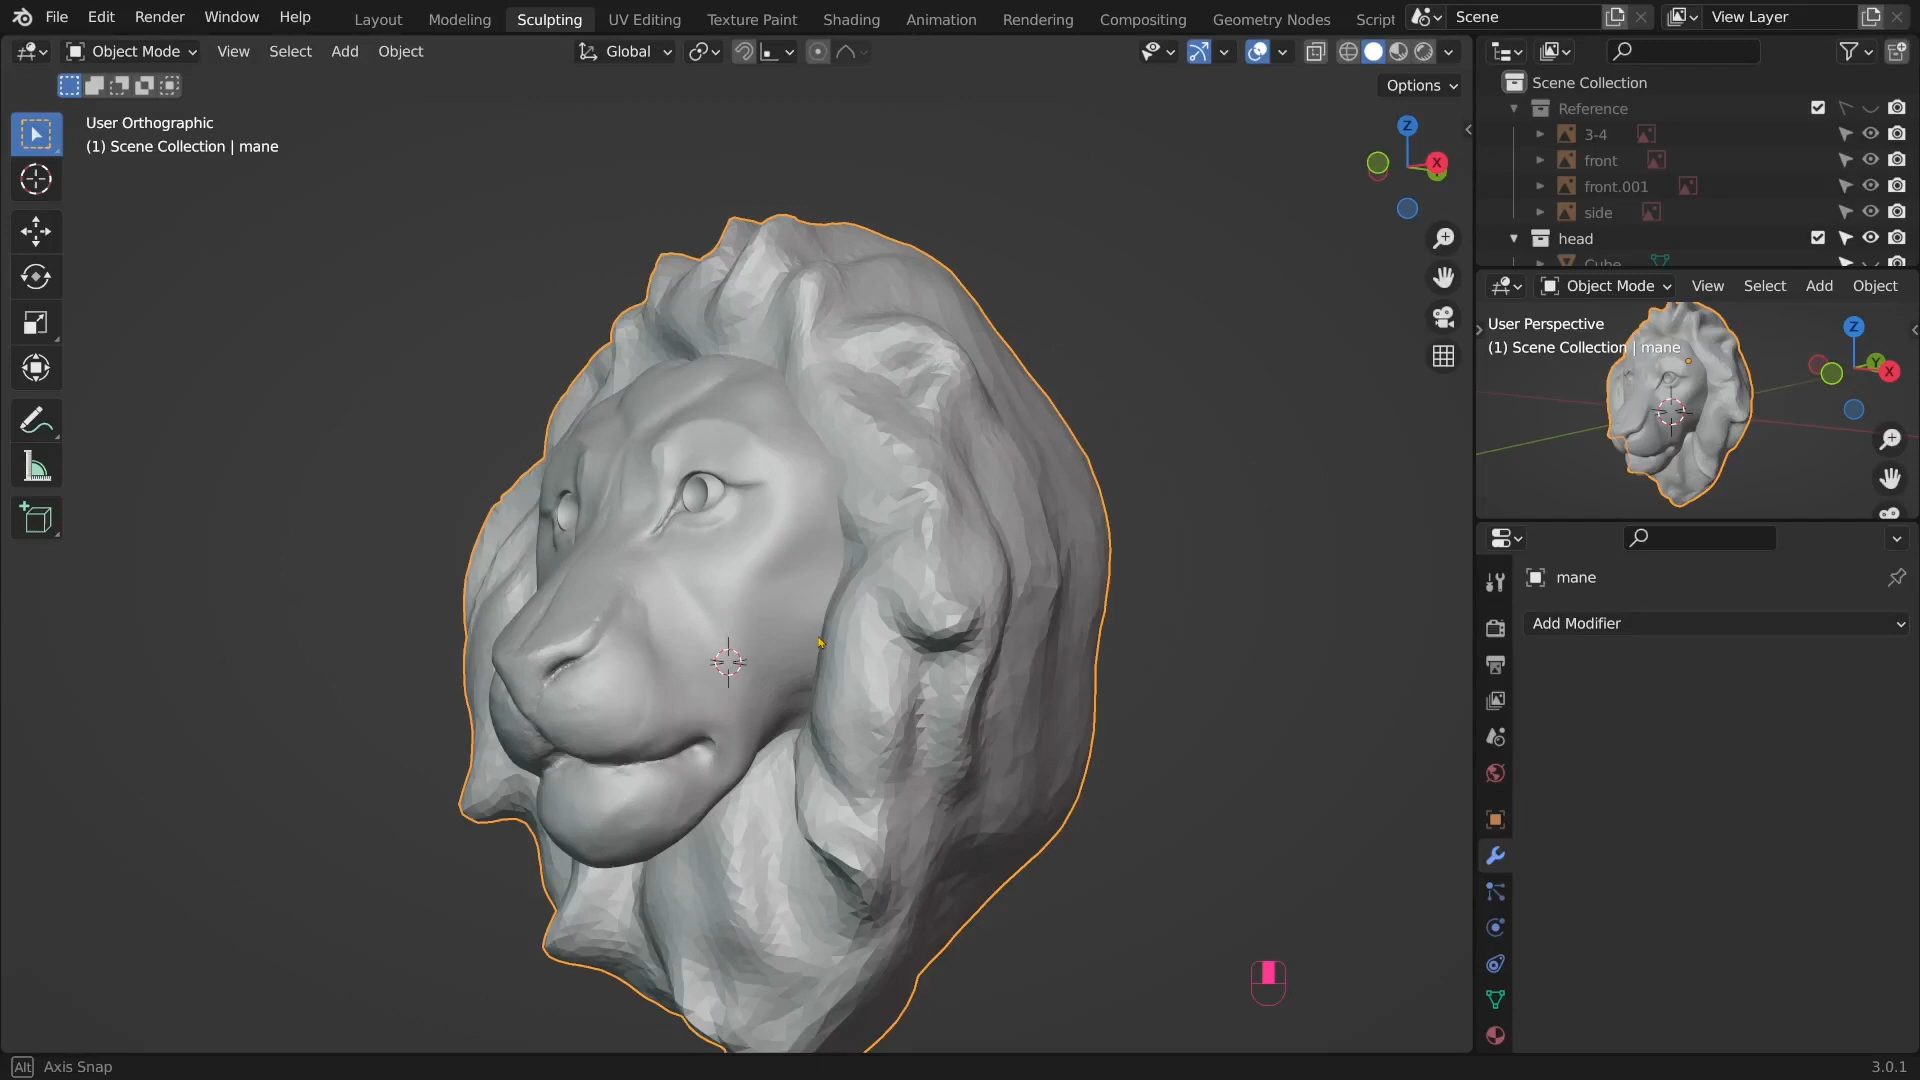 File Edit Render Window Help Layout Modeling Sculpting UV Editing Texture Paint Shading Animation Rendering Compositing Geometry Nodes Script Scene View Layer
Object Mode View Select Add Object Global
Options
User Orthographic
(1) Scene Collection | mane
Z
X
Scene Collection
Reference
3-4
front
front.001
side
head
Cube
Object Mode View Select Add Object
User Perspective
(1) Scene Collection | mane
Z
Y
X
mane
Add Modifier
Alt Axis Snap
3.0.1